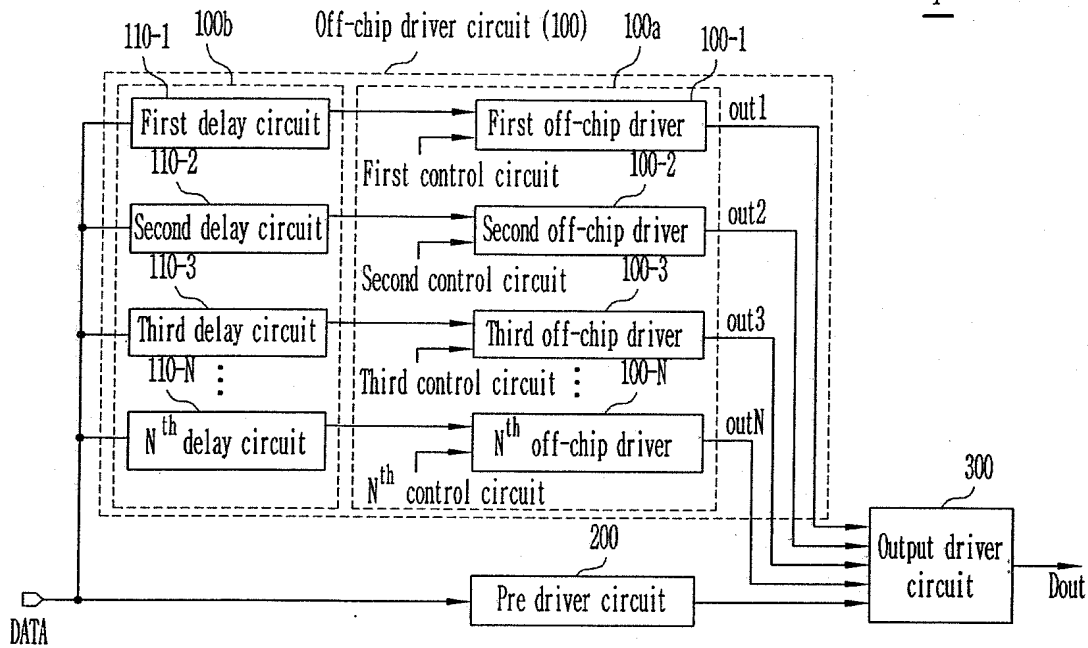 1
Off-chip driver circuit (100)
110-1
100b
100a
100-1
First delay circuit
First off-chip driver
out1
First control circuit
110-2
100-2
Second delay circuit
Second off-chip driver
out2
Second control circuit
110-3
100-3
Third delay circuit
Third off-chip driver
out3
Third control circuit
110-N
100-N
Nth delay circuit
Nth off-chip driver
outN
Nth control circuit
300
Output driver
circuit
Dout
200
Pre driver circuit
DATA